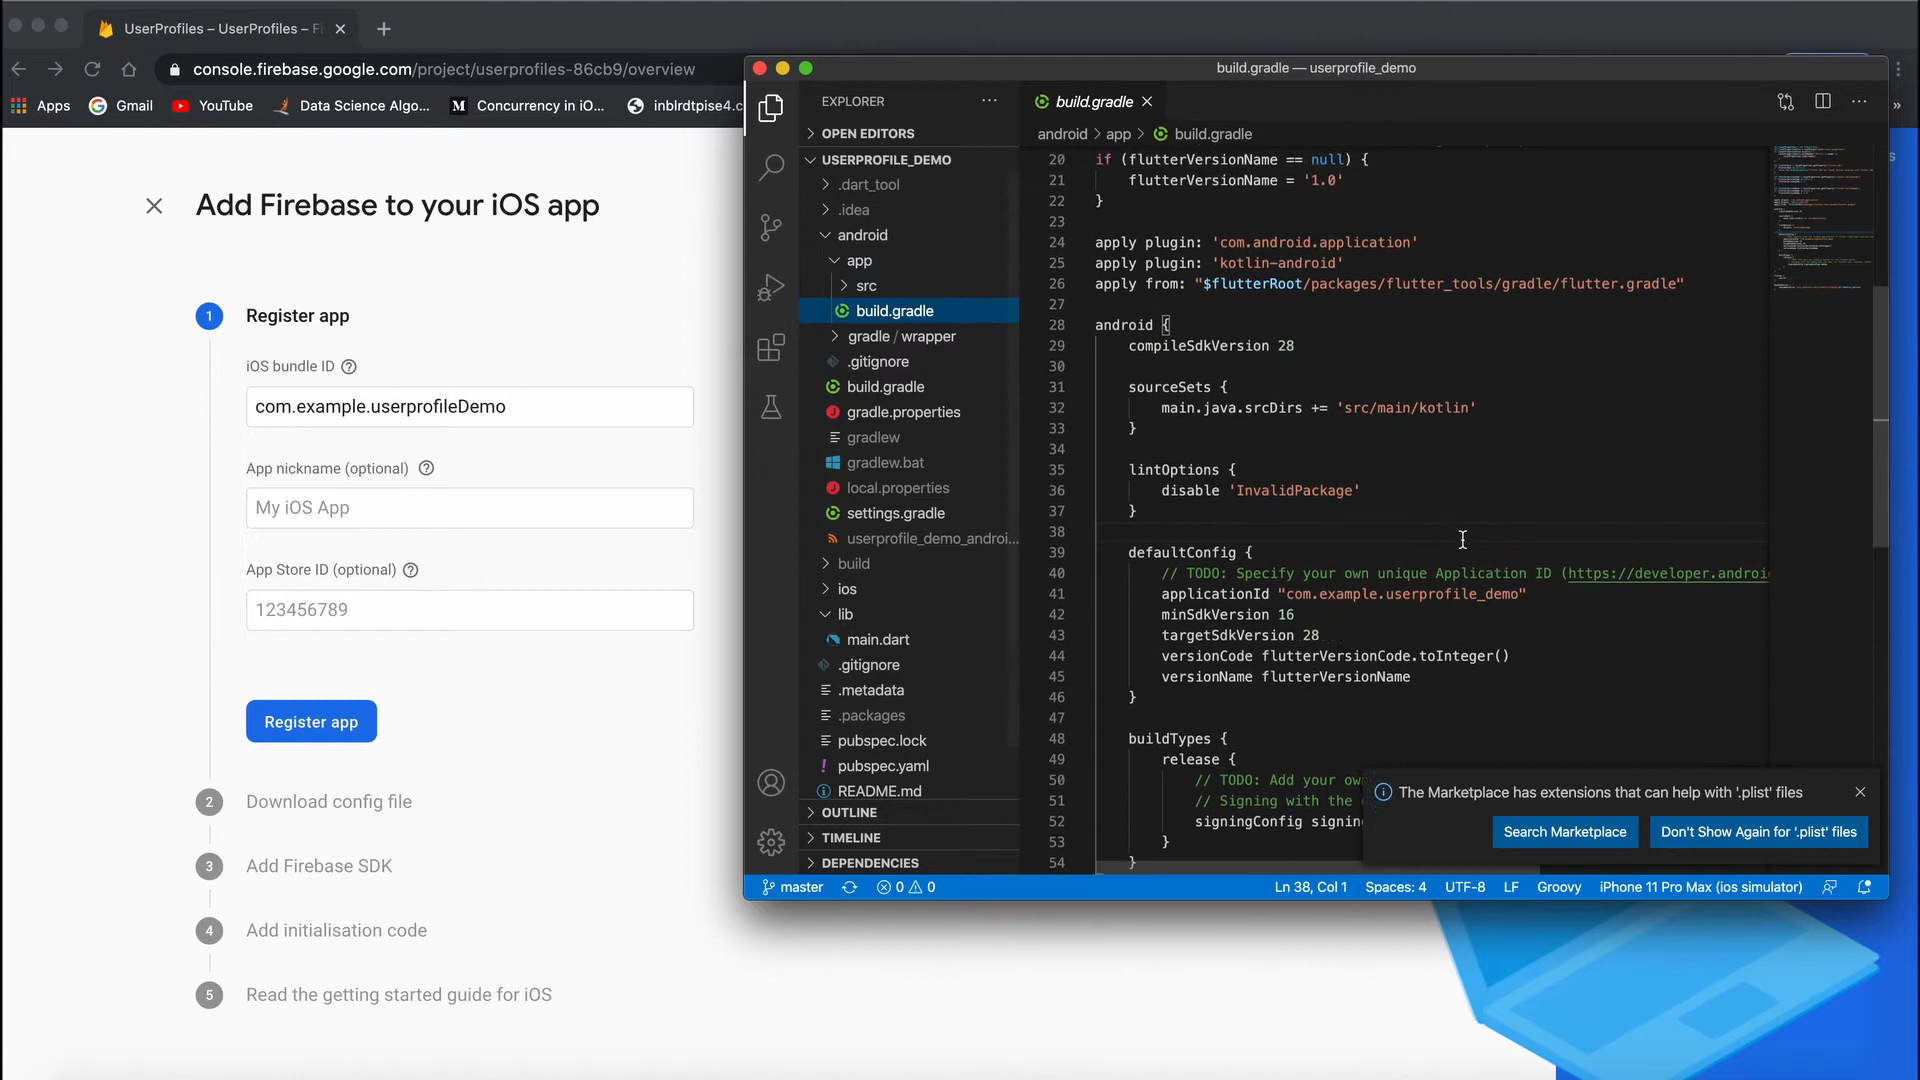 UserProfiles – UserProfiles – Fi
console.firebase.google.com/project/userprofiles-86cb9/overview
Apps
Gmail
YouTube
Data Science Algo...
Concurrency in iO...
inblrdtpise4.c
Add Firebase to your iOS app
1
Register app
iOS bundle ID
com.example.userprofileDemo
App nickname (optional)
My iOS App
App Store ID (optional)
123456789
Register app
2
Download config file
3
Add Firebase SDK
4
Add initialisation code
5
Read the getting started guide for iOS
build.gradle — userprofile_demo
EXPLORER
OPEN EDITORS
USERPROFILE_DEMO
.dart_tool
.idea
android
app
src
build.gradle
gradle / wrapper
.gitignore
build.gradle
gradle.properties
gradlew
gradlew.bat
local.properties
settings.gradle
userprofile_demo_androi...
build
ios
lib
main.dart
.gitignore
.metadata
.packages
pubspec.lock
pubspec.yaml
README.md
OUTLINE
TIMELINE
DEPENDENCIES
build.gradle
android > app > build.gradle
20 if (flutterVersionName == null) {
21 flutterVersionName = '1.0'
22 }
23
24 apply plugin: 'com.android.application'
25 apply plugin: 'kotlin-android'
26 apply from: "$flutterRoot/packages/flutter_tools/gradle/flutter.gradle"
27
28 android {
29 compileSdkVersion 28
30
31 sourceSets {
32 main.java.srcDirs += 'src/main/kotlin'
33 }
34
35 lintOptions {
36 disable 'InvalidPackage'
37 }
38
39 defaultConfig {
40 // TODO: Specify your own unique Application ID (https://developer.androi
41 applicationId "com.example.userprofile_demo"
42 minSdkVersion 16
43 targetSdkVersion 28
44 versionCode flutterVersionCode.toInteger()
45 versionName flutterVersionName
46 }
47
48 buildTypes {
49 release {
50 // TODO: Add your ow
51 // Signing with the
52 signingConfig signin
53 }
54 }
The Marketplace has extensions that can help with '.plist' files
Search Marketplace
Don't Show Again for '.plist' files
master
0
0
Ln 38, Col 1
Spaces: 4
UTF-8
LF
Groovy
iPhone 11 Pro Max (ios simulator)